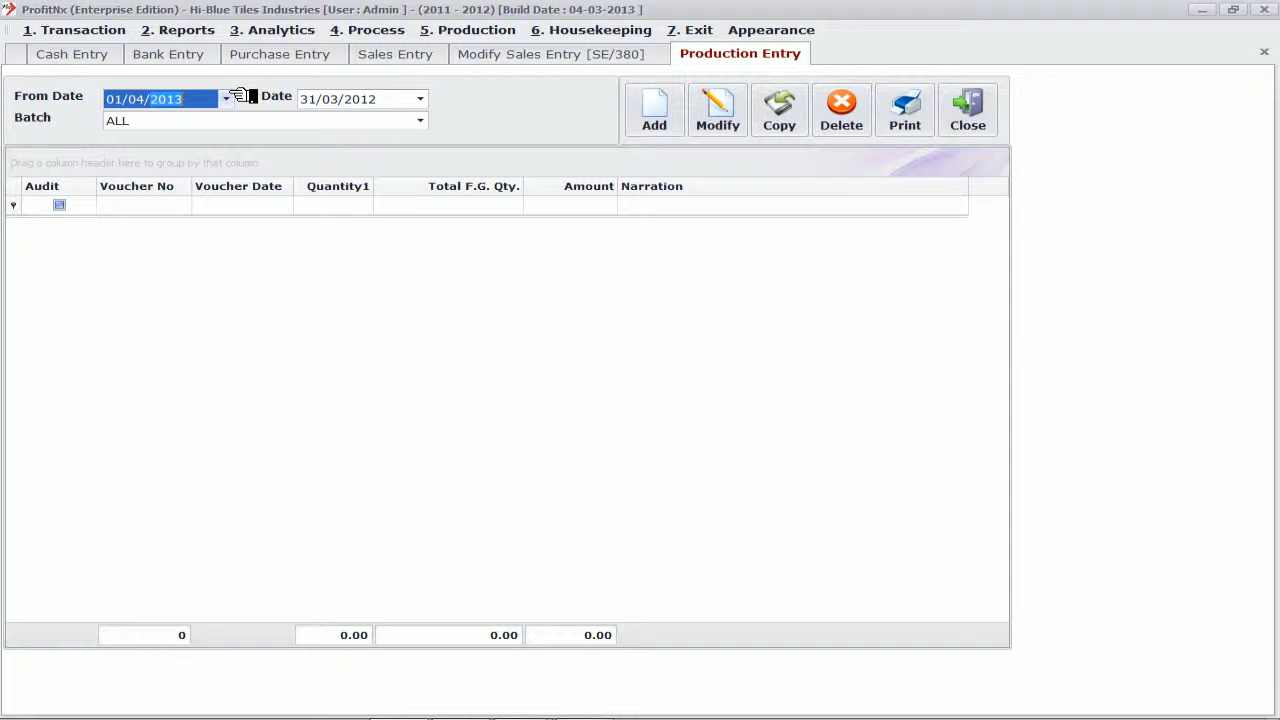 ProfitNx (Enterprise Edition) - Hi-Blue Tiles Industries [User : Admin ] - (2011 - 2012) [Build Date : 04-03-2013 ]
1. Transaction 2. Reports 3. Analytics 4. Process 5. Production 6. Housekeeping 7. Exit Appearance
Cash Entry Bank Entry Purchase Entry Sales Entry Modify Sales Entry [SE/380] Production Entry
From Date 01/04/2013 Date 31/03/2012
Batch ALL
Add Modify Copy Delete Print Close
Drag a column header here to group by that column
Audit Voucher No Voucher Date Quantity1 Total F.G. Qty. Amount Narration
0 0.00 0.00 0.00